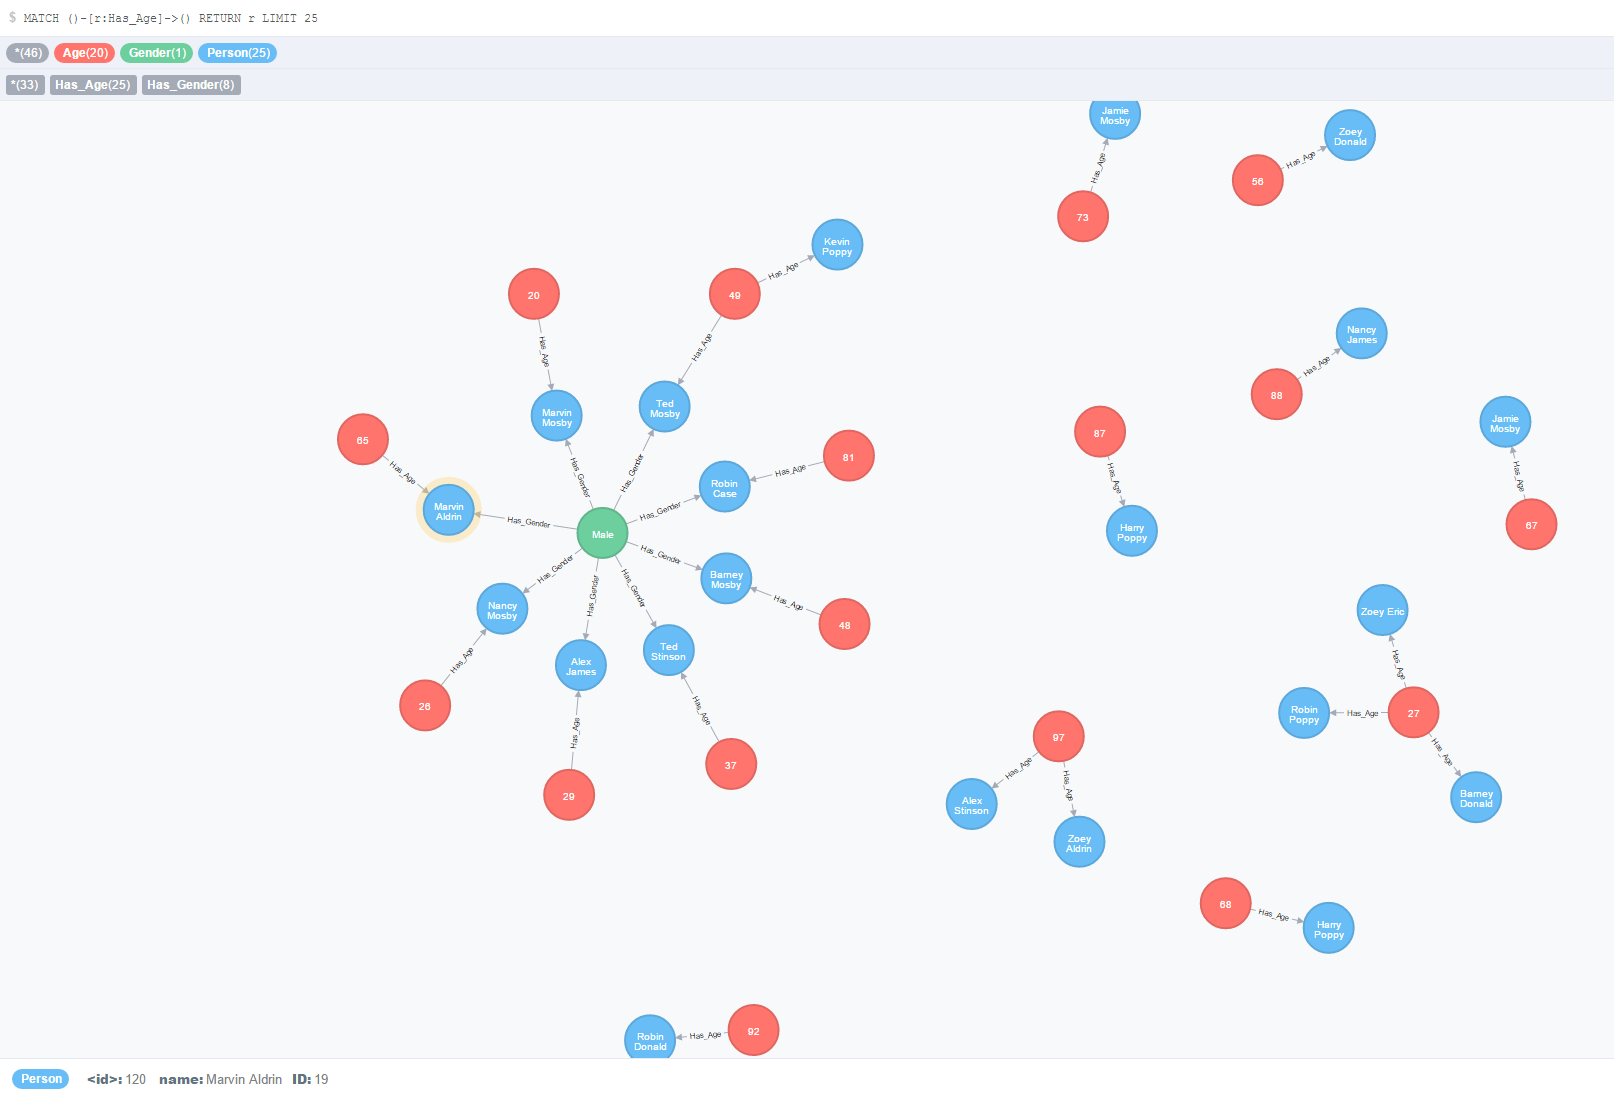 $ MATCH ()-[r:Has_Age]->() RETURN r LIMIT 25
*(46) Age(20) Gender(1) Person(25)
*(33) Has_Age(25) Has_Gender(8)
Jamie
Mosby
Has_Age
73
Zoey
Donald
Has_Age
56
Kevin
Poppy
Has_Age
49
Has_Age
20
Has_Age
Marvin
Mosby
Ted
Mosby
Has_Gender
Has_Gender
65
Has_Age
Marvin
Aldrin
Has_Gender
Male
Robin
Case
Has_Age
81
Has_Gender
Has_Gender
Barney
Mosby
Has_Age
48
Has_Gender
Nancy
Mosby
Has_Age
26
Has_Gender
Alex
James
Has_Age
29
Has_Gender
Ted
Stinson
Has_Age
37
Nancy
James
Has_Age
88
87
Has_Age
Harry
Poppy
Jamie
Mosby
Has_Age
67
Zoey Eric
Has_Age
Robin
Poppy
Has_Age
27
Has_Age
Barney
Donald
97
Has_Age
Has_Age
Alex
Stinson
Zoey
Aldrin
68
Has_Age
Harry
Poppy
Robin
Donald
Has_Age
92
Person <id>: 120 name: Marvin Aldrin ID: 19